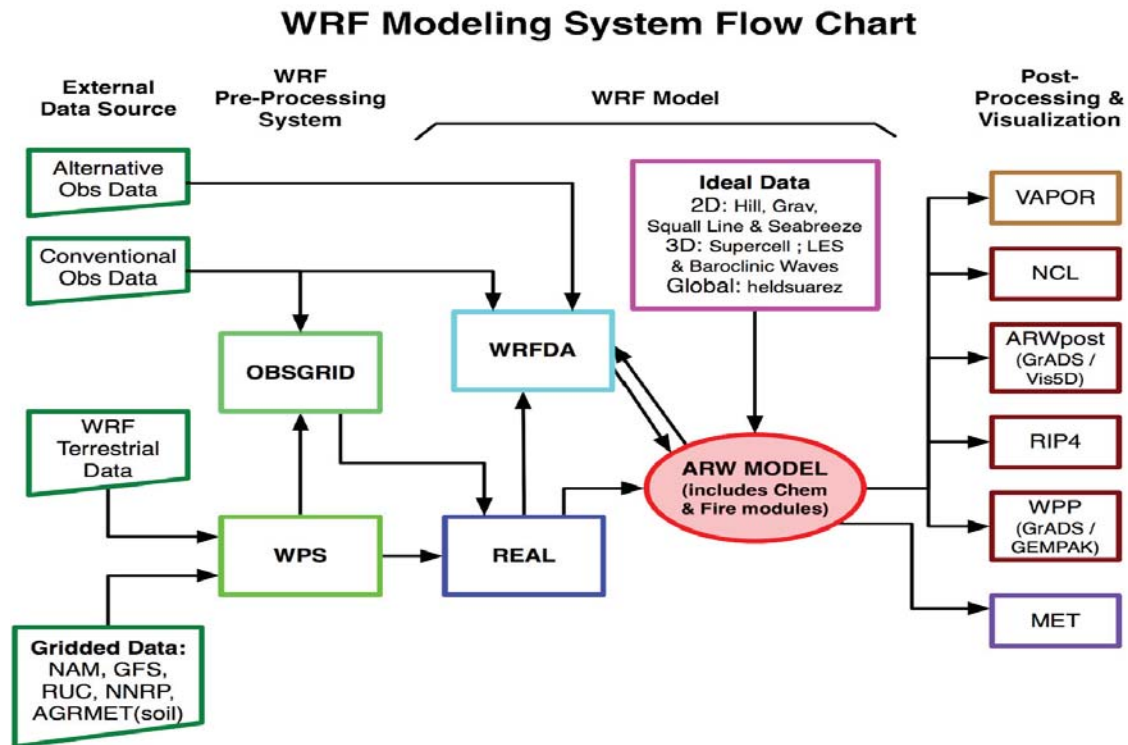 WRF Modeling System Flow Chart
External
Data Source
WRF
Pre-Processing
System
WRF Model
Post-
Processing &
Visualization
Alternative
Obs Data
Conventional
Obs Data
WRF
Terrestrial
Data
Gridded Data:
NAM, GFS,
RUC, NNRP,
AGRMET(soil)
OBSGRID
WPS
WRFDA
REAL
Ideal Data
2D: Hill, Grav,
Squall Line & Seabreeze
3D: Supercell ; LES
& Baroclinic Waves
Global: heldsuarez
ARW MODEL
(includes Chem
& Fire modules)
VAPOR
NCL
ARWpost
(GrADS /
Vis5D)
RIP4
WPP
(GrADS /
GEMPAK)
MET